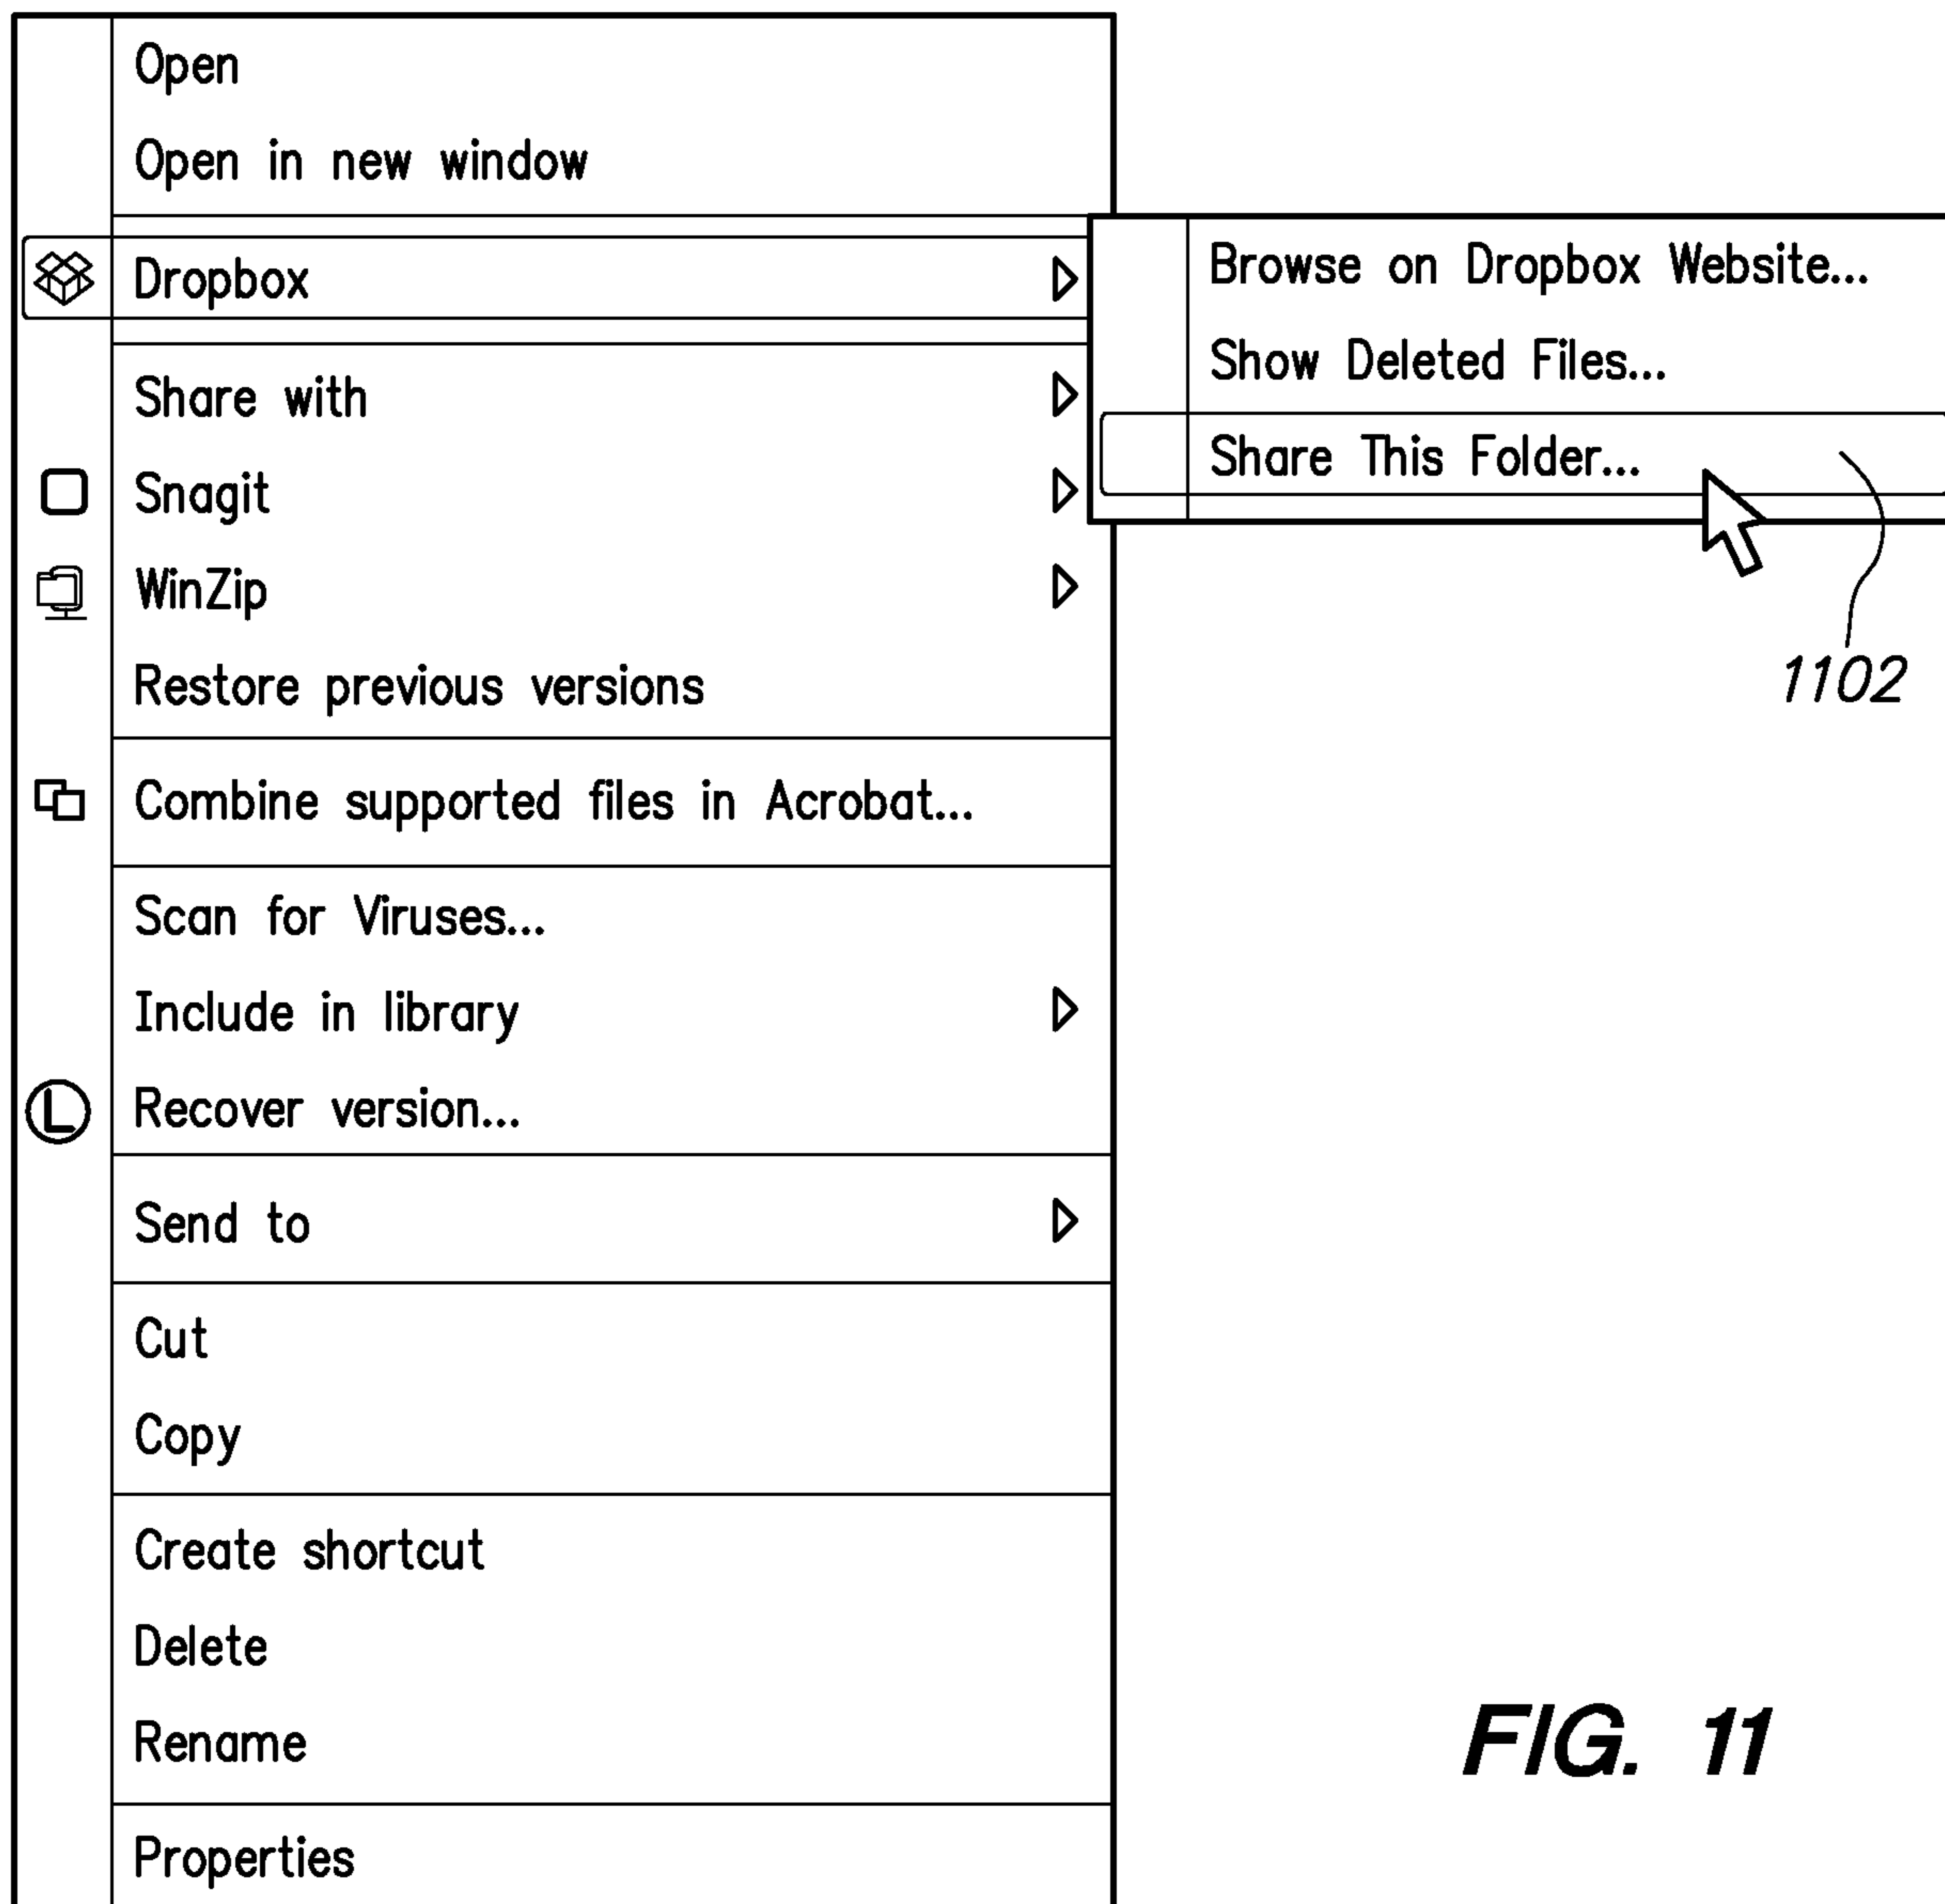 Open
Open in new window
Dropbox
Browse on Dropbox Website...
Show Deleted Files...
Share This Folder...
1102
Share with
Snagit
WinZip
Restore previous versions
Combine supported files in Acrobat...
Scan for Viruses...
Include in library
L Recover version...
Send to
Cut
Copy
Create shortcut
Delete
Rename
Properties
FIG. 11